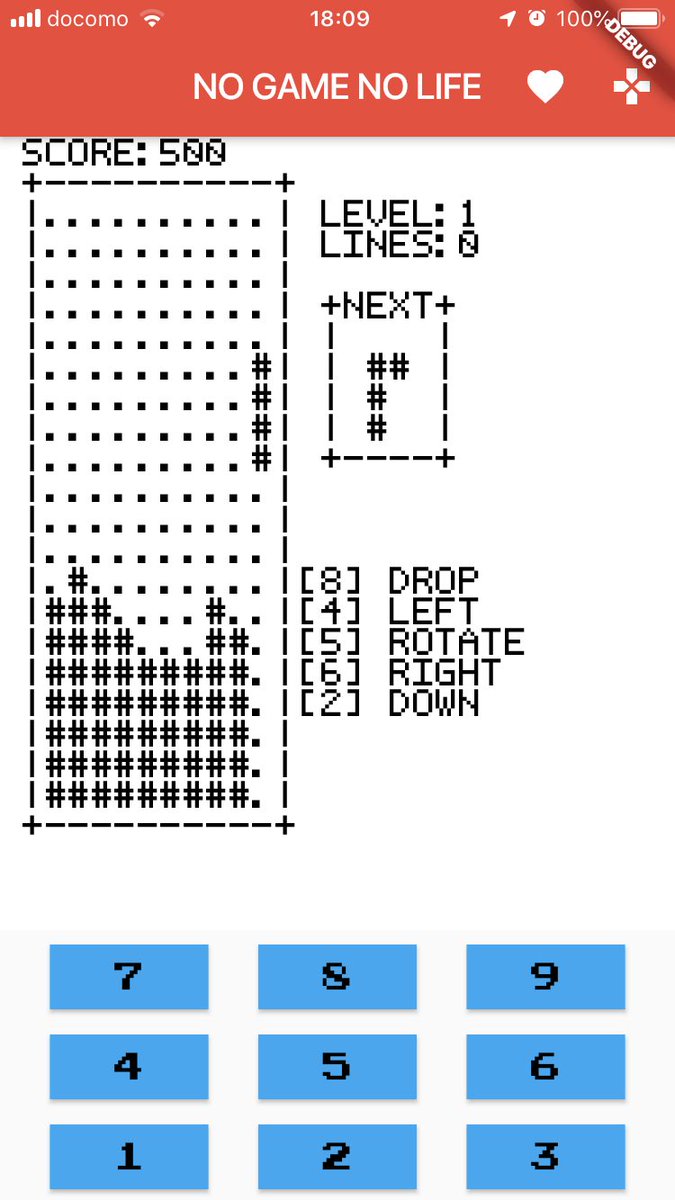 docomo 18:09 100%
DEBUG
NO GAME NO LIFE
SCORE: 500
+----------+
|..........| LEVEL: 1
|..........| LINES: 0
|..........|
|..........| +NEXT+
|..........| |    |
|.........#| | ## |
|.........#| | #  |
|.........#| | #  |
|.........#| +----+
|..........|
|..........|
|..........|
|.#........|[8] DROP
|###....#..|[4] LEFT
|####...##.|[5] ROTATE
|#########.|[6] RIGHT
|#########.|[2] DOWN
|#########.|
|#########.|
|#########.|
+----------+
7 8 9
4 5 6
1 2 3